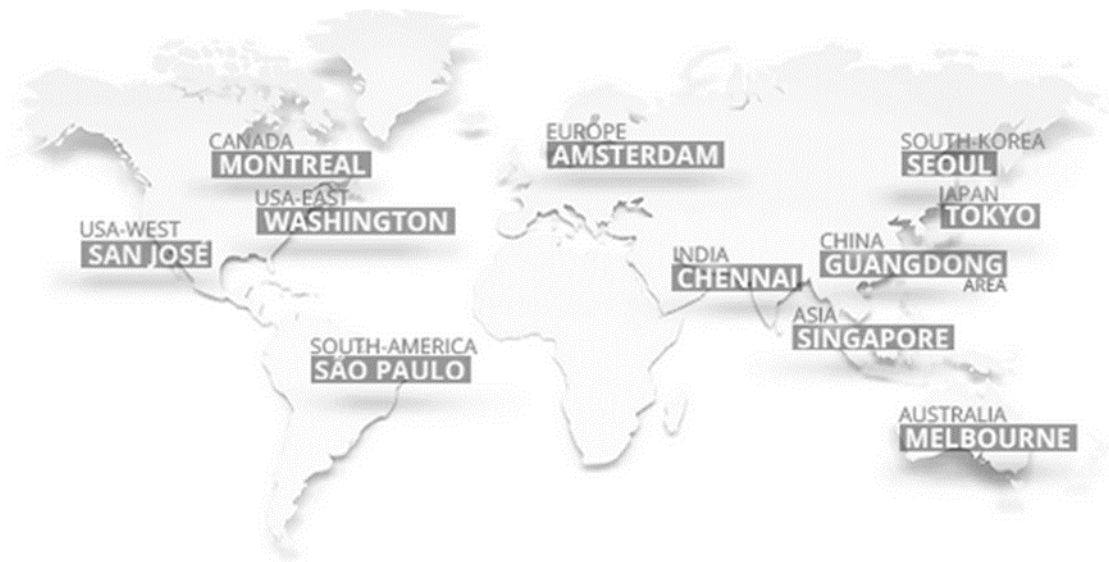 CANADA
MONTREAL
USA-EAST
WASHINGTON
USA-WEST
SAN JOSÉ
SOUTH-AMERICA
SÃO PAULO
EUROPE
AMSTERDAM
SOUTH-KOREA
SEOUL
JAPAN
TOKYO
CHINA
GUANGDONG
AREA
INDIA
CHENNAI
ASIA
SINGAPORE
AUSTRALIA
MELBOURNE